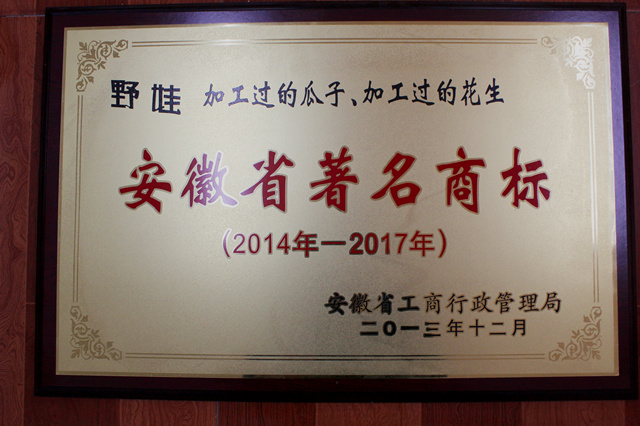 野娃 加工过的瓜子、加工过的花生
安徽省著名商标
(2014年—2017年)
安徽省工商行政管理局
二〇一三年十二月